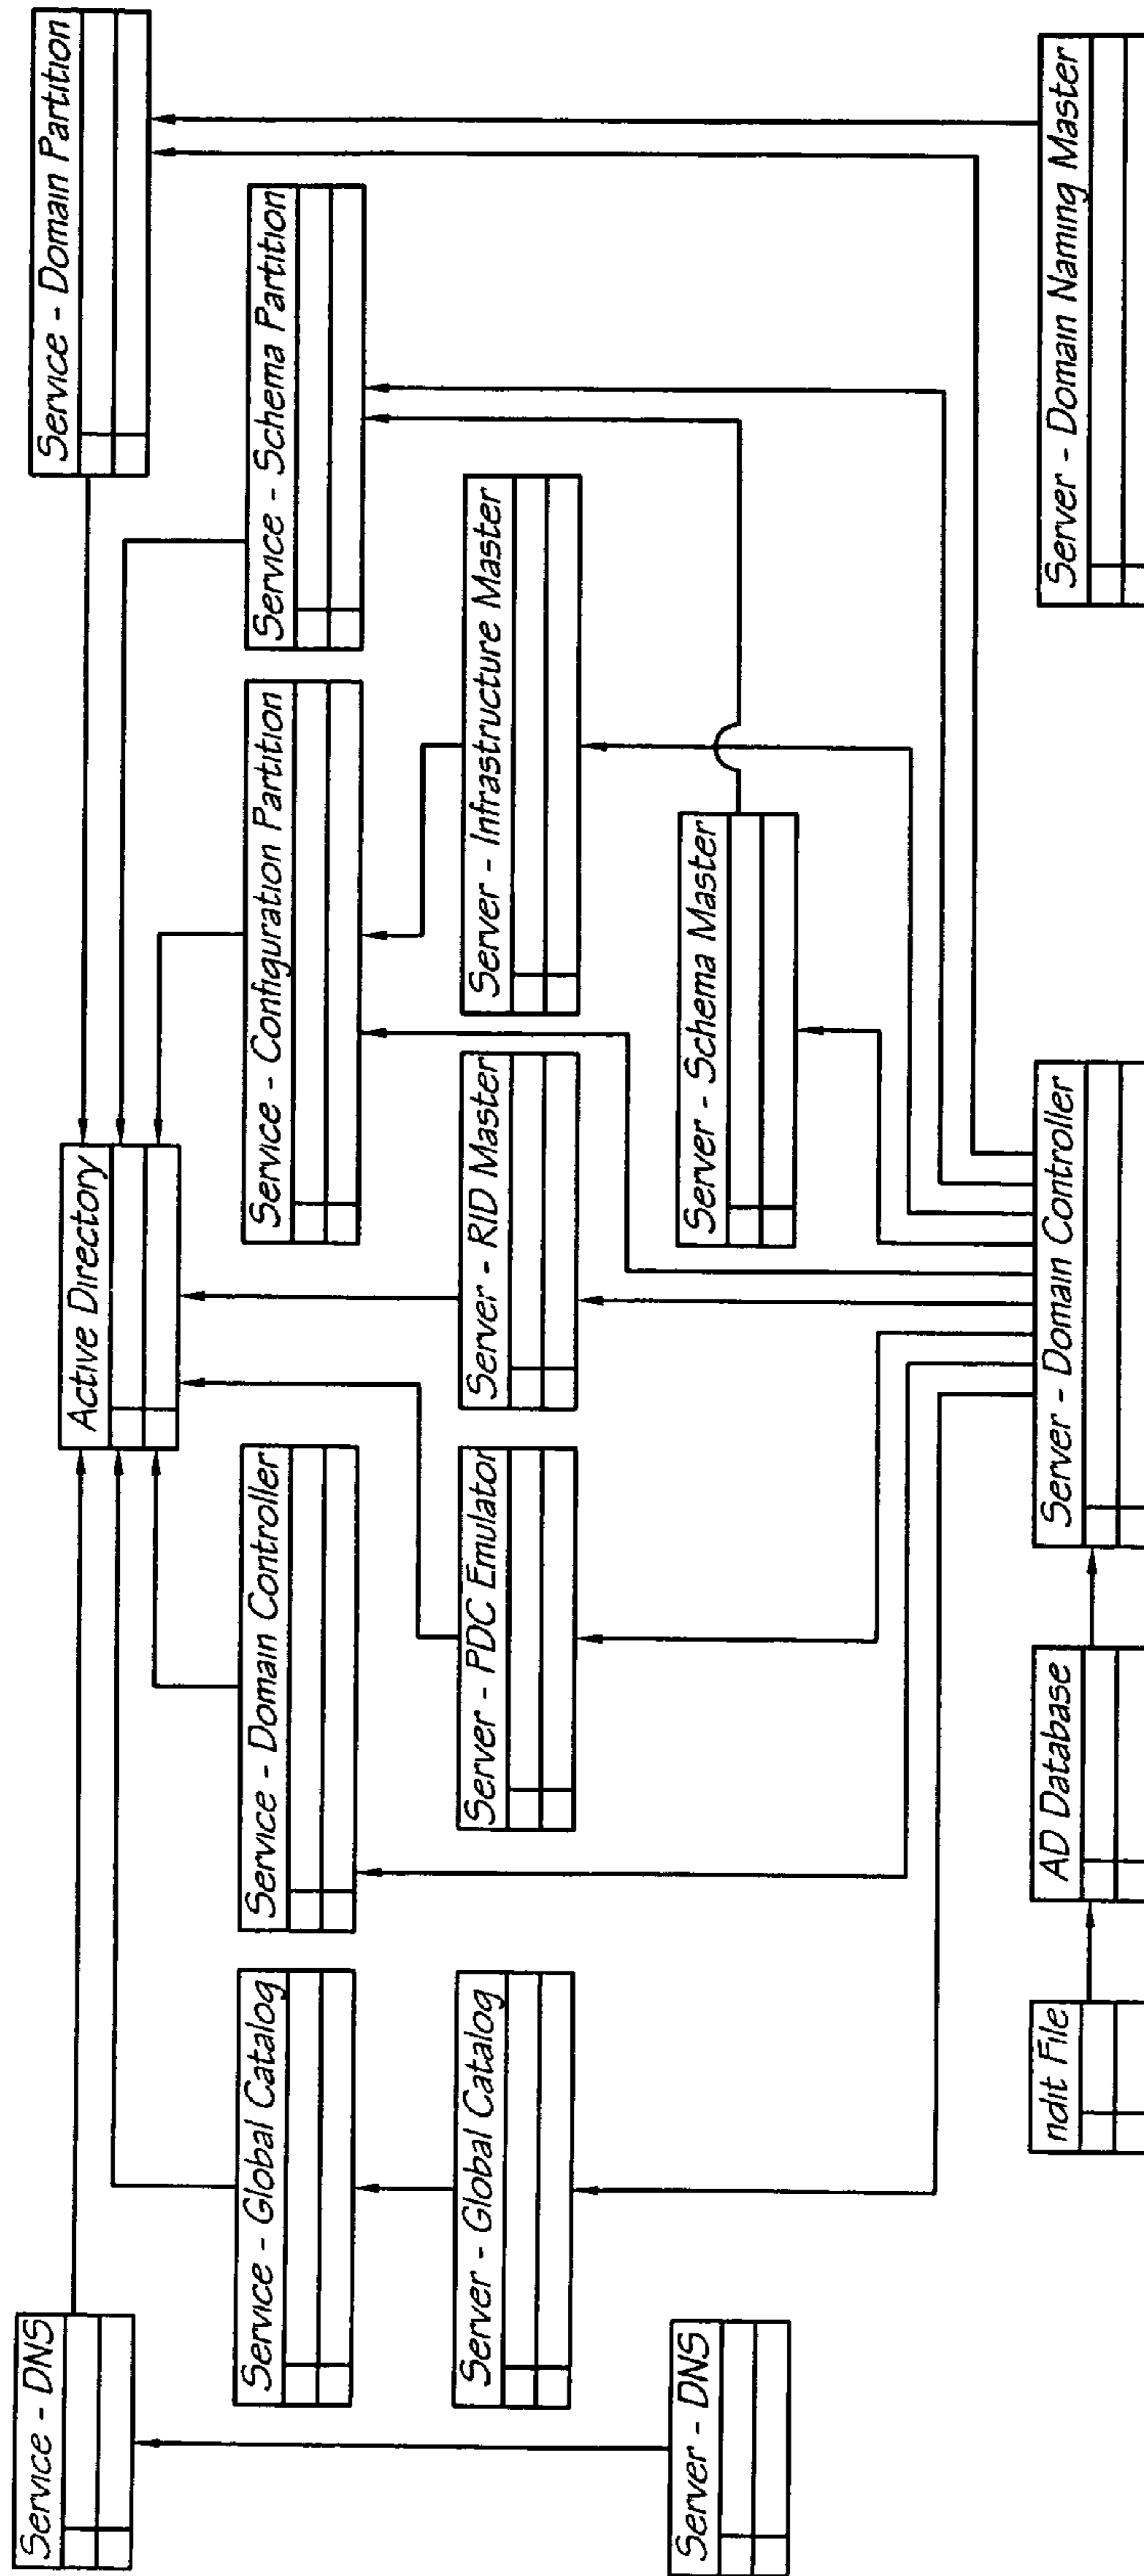 Service - DNS
Active Directory
Service - Domain Partition
Service - Global Catalog
Service - Domain Controller
Service - Configuration Partition
Service - Schema Partition
Server - Global Catalog
Server - PDC Emulator
Server - RID Master
Server - Infrastructure Master
Server - DNS
Server - Schema Master
ndit File
AD Database
Server - Domain Controller
Server - Domain Naming Master